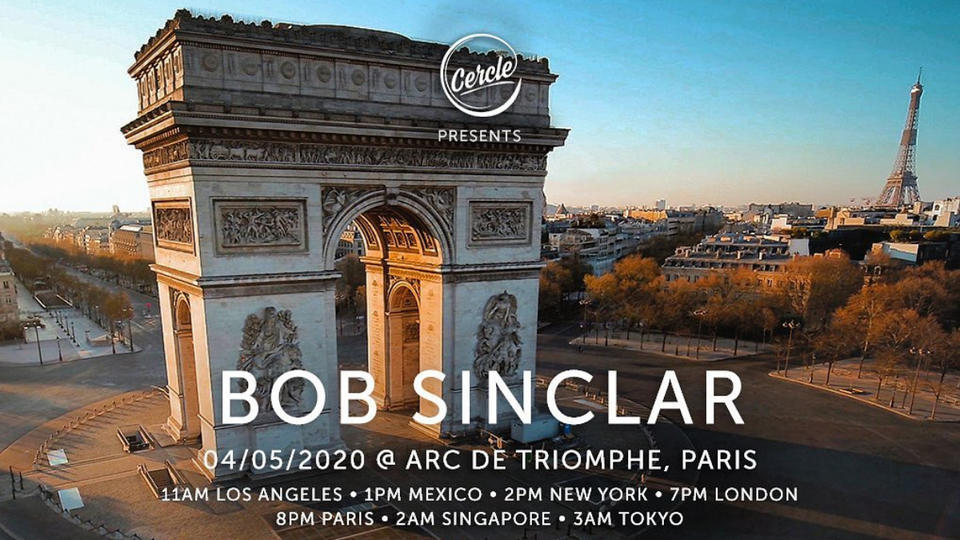 Cercle
PRESENTS
BOB SINCLAR
04/05/2020 @ ARC DE TRIOMPHE, PARIS
11AM LOS ANGELES • 1PM MEXICO • 2PM NEW YORK • 7PM LONDON
8PM PARIS • 2AM SINGAPORE • 3AM TOKYO